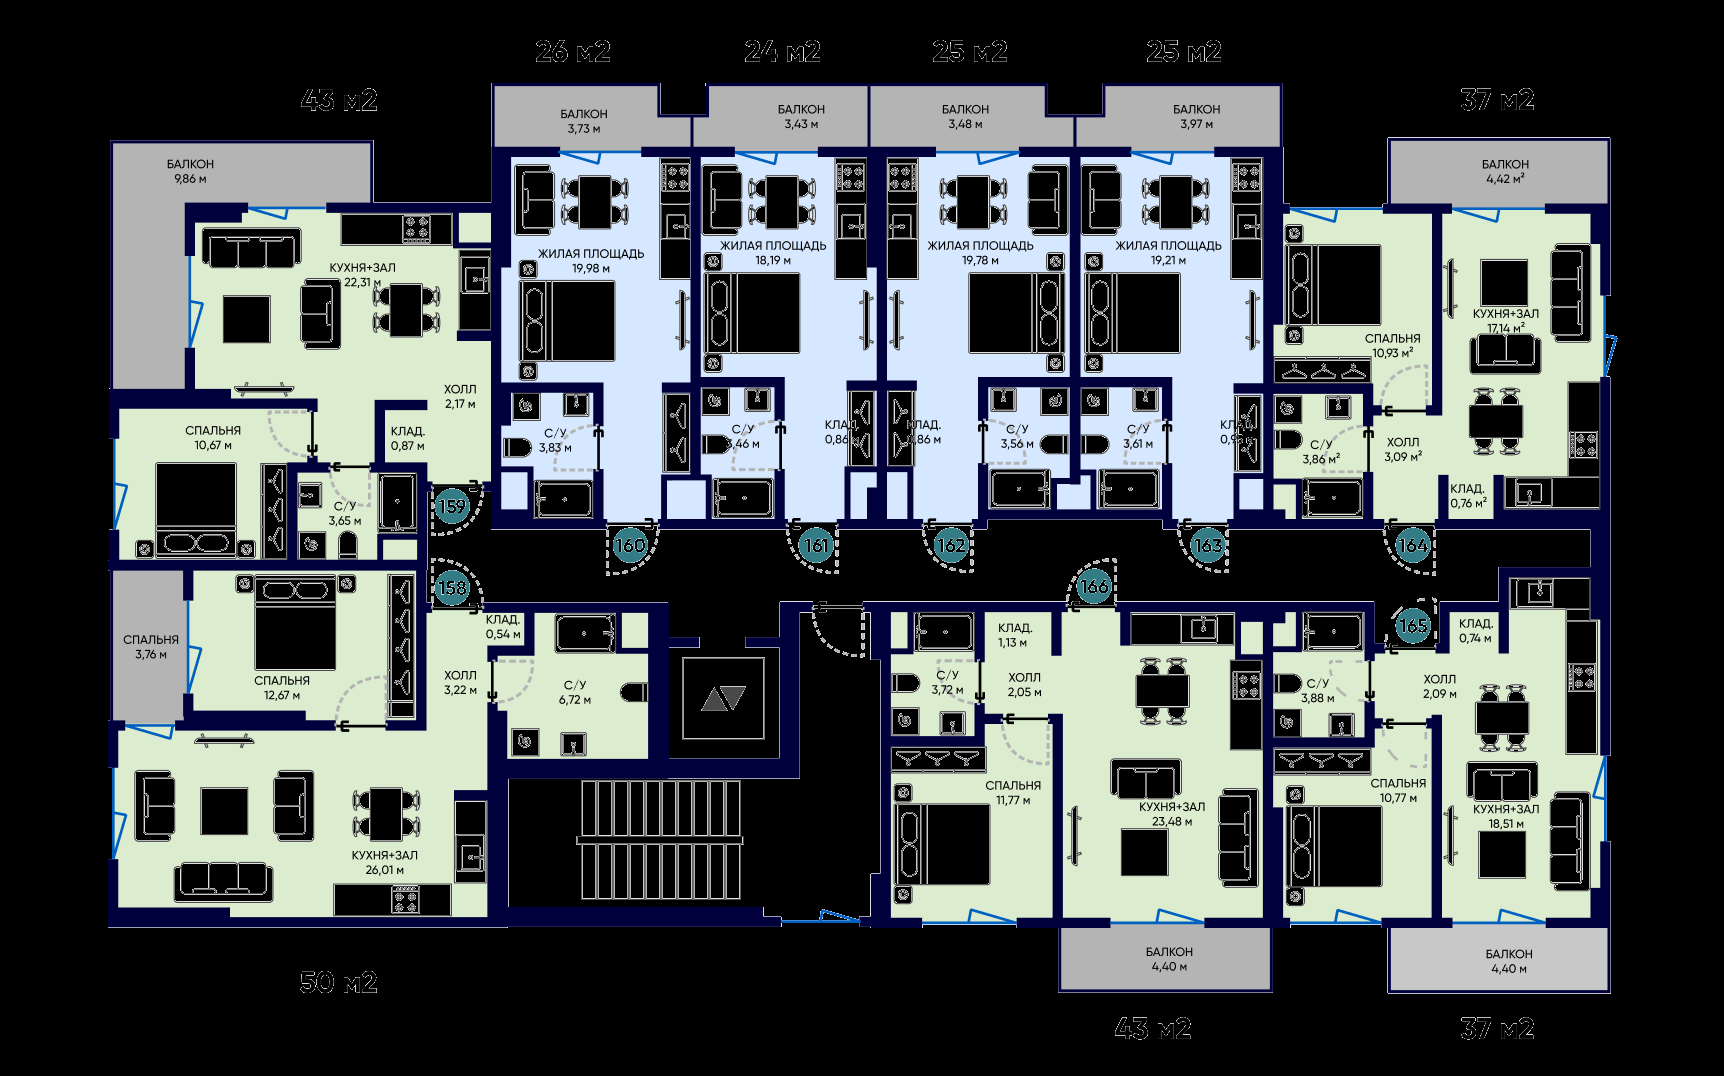 26 м2
24 м2
25 м2
25 м2
43 м2
37 м2
БАЛКОН
3,73 м
БАЛКОН
3,43 м
БАЛКОН
3,48 м
БАЛКОН
3,97 м
БАЛКОН
9,86 м
БАЛКОН
4,42 м²
КУХНЯ+ЗАЛ
22,31 м
ЖИЛАЯ ПЛОЩАДЬ
19,98 м
ЖИЛАЯ ПЛОЩАДЬ
18,19 м
ЖИЛАЯ ПЛОЩАДЬ
19,78 м
ЖИЛАЯ ПЛОЩАДЬ
19,21 м
СПАЛЬНЯ
10,93 м²
КУХНЯ+ЗАЛ
17,14 м²
ХОЛЛ
2,17 м
СПАЛЬНЯ
10,67 м
КЛАД.
0,87 м
С/У
3,83 м
С/У
3,46 м
КЛАД.
0,86
КЛАД.
0,86 м
С/У
3,56 м
С/У
3,61 м
КЛАД.
С/У
3,86 м²
ХОЛЛ
3,09 м²
КЛАД.
0,76 м²
С/У
3,65 м
159
160
161
162
163
164
158
166
165
СПАЛЬНЯ
3,76 м
СПАЛЬНЯ
12,67 м
КЛАД.
0,54 м
ХОЛЛ
3,22 м
С/У
6,72 м
КЛАД.
1,13 м
С/У
3,72 м
ХОЛЛ
2,05 м
С/У
3,88 м
ХОЛЛ
2,09 м
КЛАД.
0,74 м
СПАЛЬНЯ
11,77 м
КУХНЯ+ЗАЛ
23,48 м
СПАЛЬНЯ
10,77 м
КУХНЯ+ЗАЛ
18,51 м
КУХНЯ+ЗАЛ
26,01 м
БАЛКОН
4,40 м
БАЛКОН
4,40 м
50 м2
43 м2
37 м2